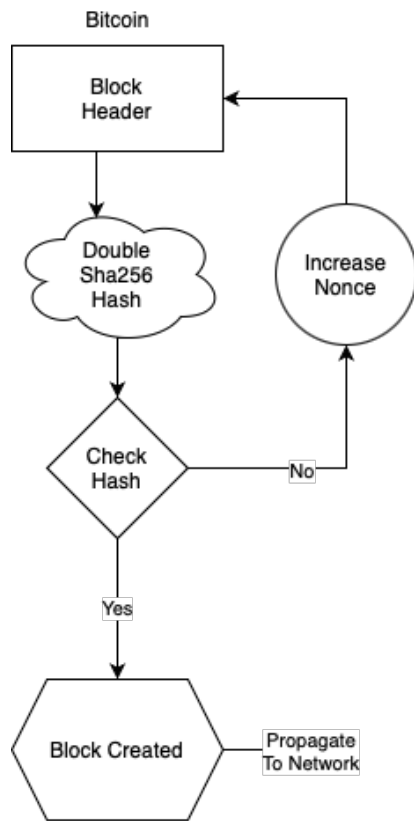 Bitcoin
Block
Header
Double
Sha256
Hash
Increase
Nonce
Check
Hash
No
Yes
Block Created
Propagate
To Network